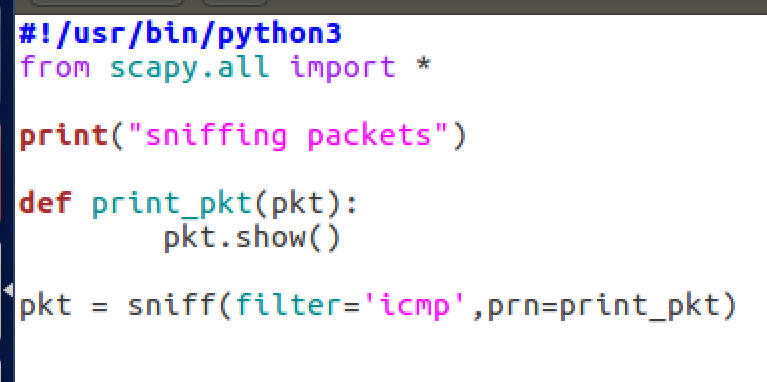 #!/usr/bin/python3
from scapy.all import *
print("sniffing packets")
def print_pkt(pkt):
        pkt.show()
pkt = sniff(filter='icmp',prn=print_pkt)